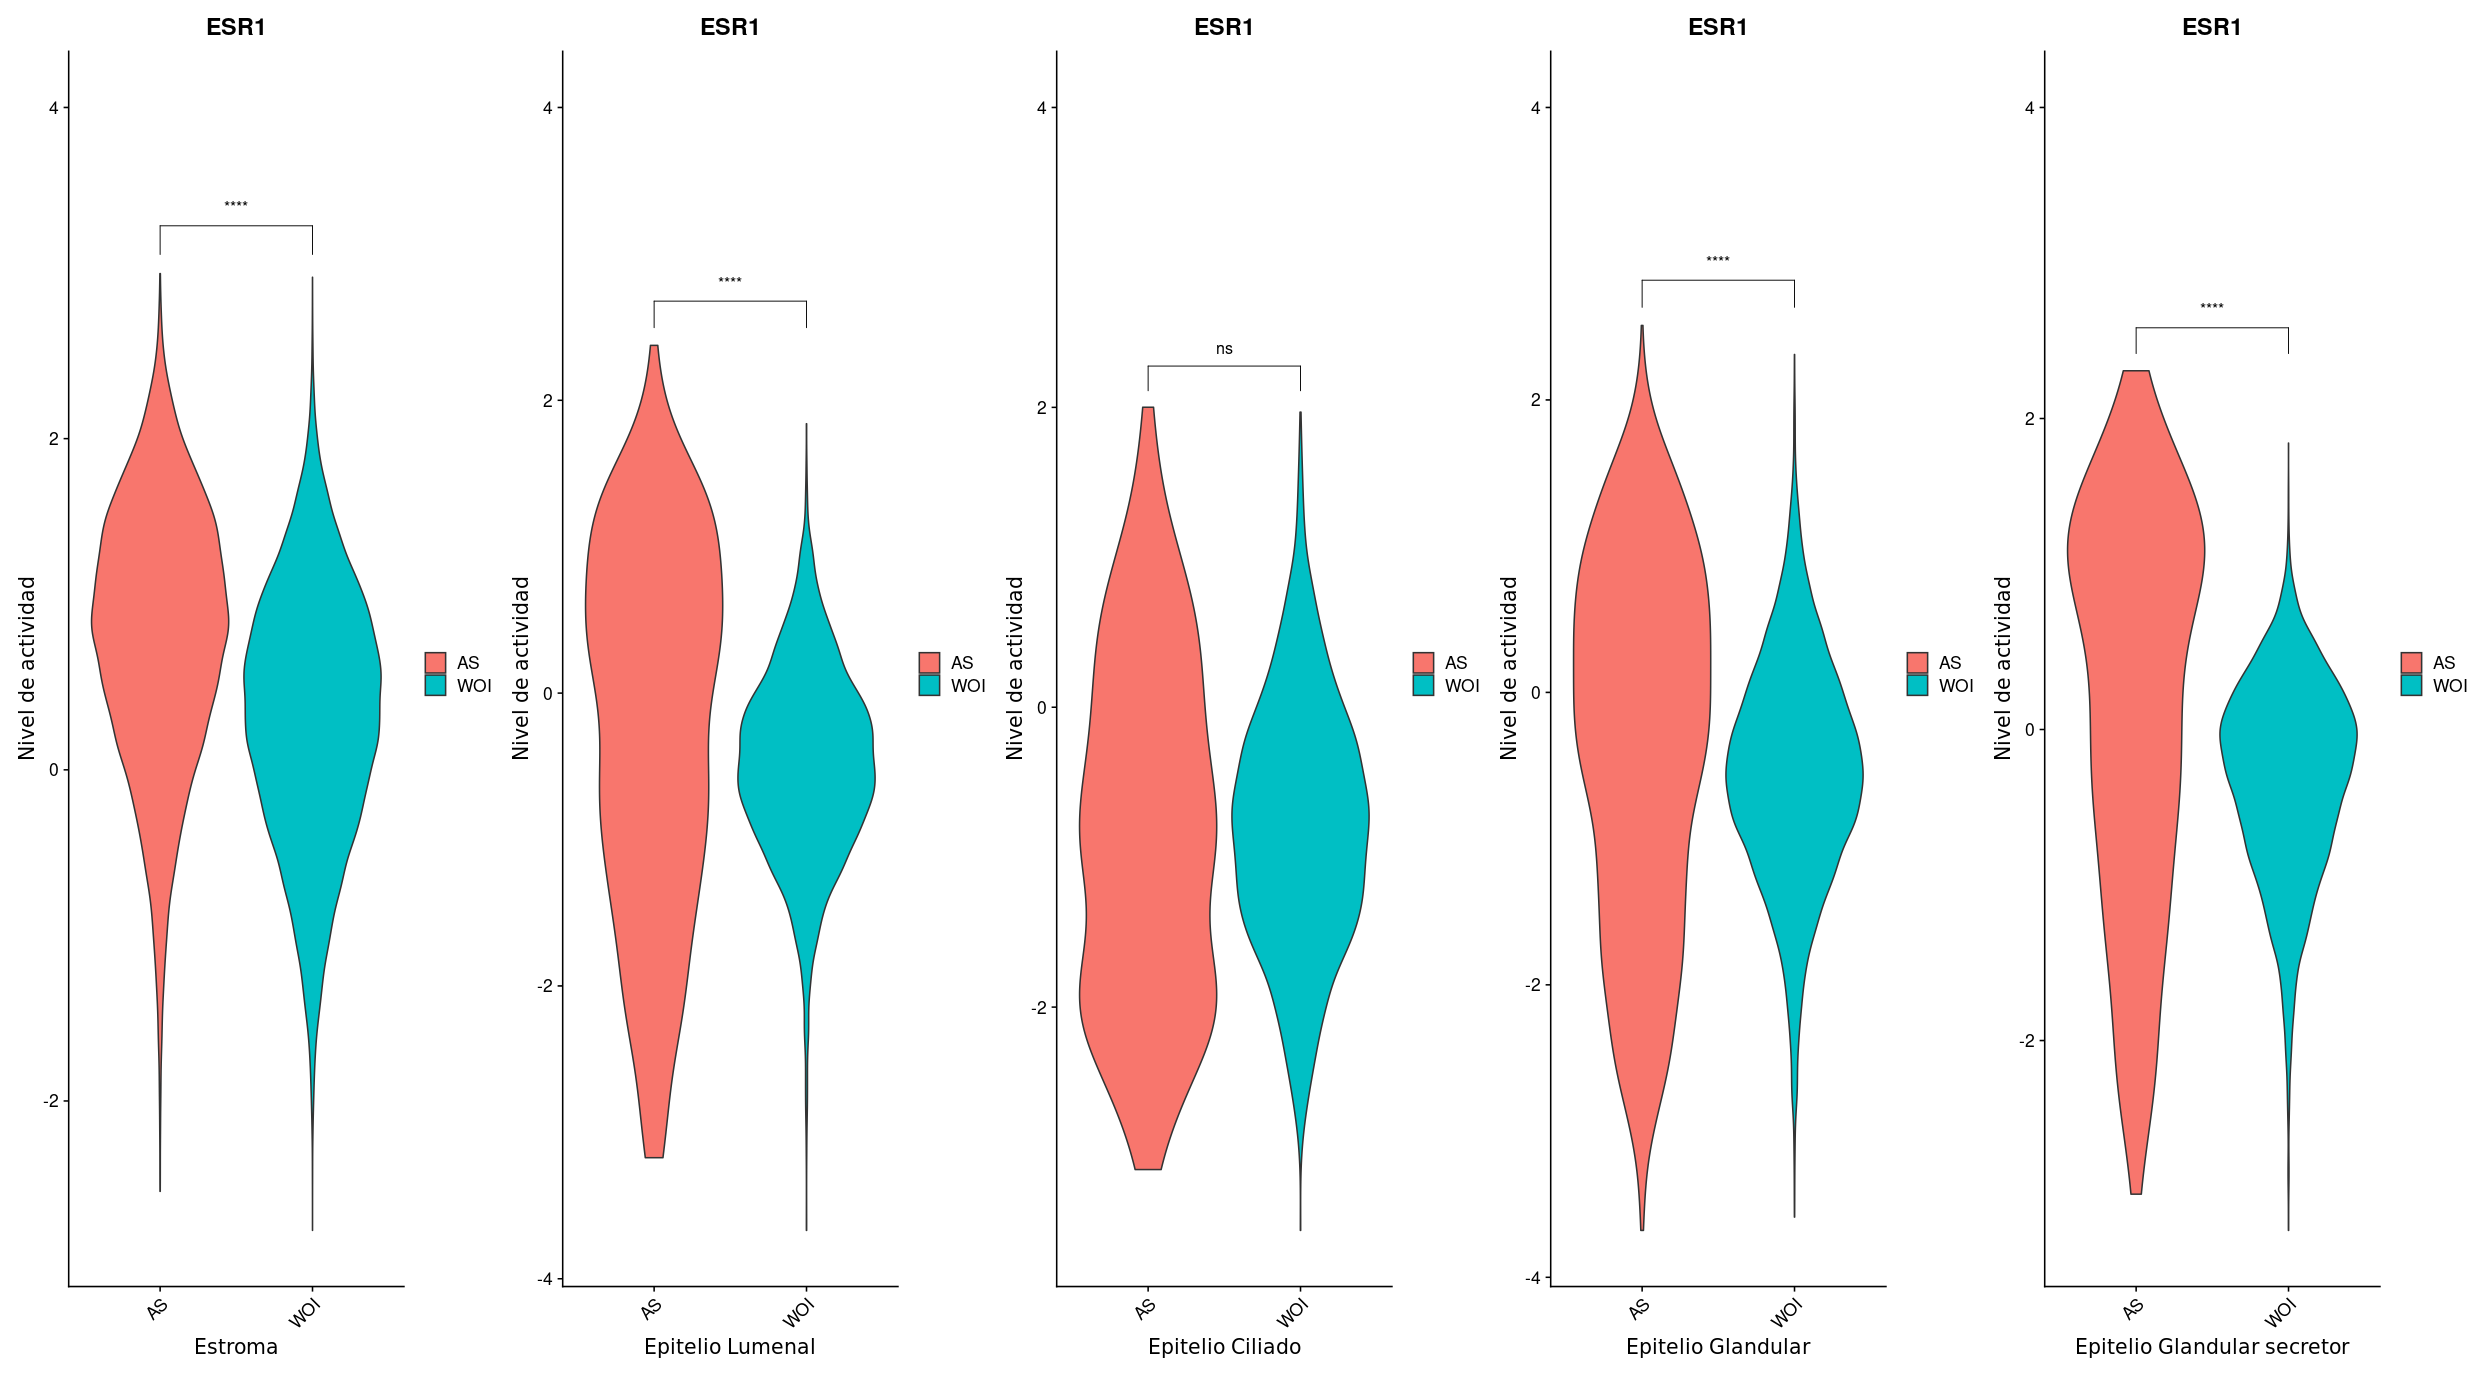 ESR1 ESR1 ESR1 ESR1 ESR1
Nivel de actividad
4
2
0
-2
****
AS
WOI
AS
WOI
Estroma
Nivel de actividad
4
2
0
-2
-4
****
AS
WOI
AS
WOI
Epitelio Lumenal
Nivel de actividad
4
2
0
-2
ns
AS
WOI
AS
WOI
Epitelio Ciliado
Nivel de actividad
4
2
0
-2
-4
****
AS
WOI
AS
WOI
Epitelio Glandular
Nivel de actividad
4
2
0
-2
****
AS
WOI
AS
WOI
Epitelio Glandular secretor